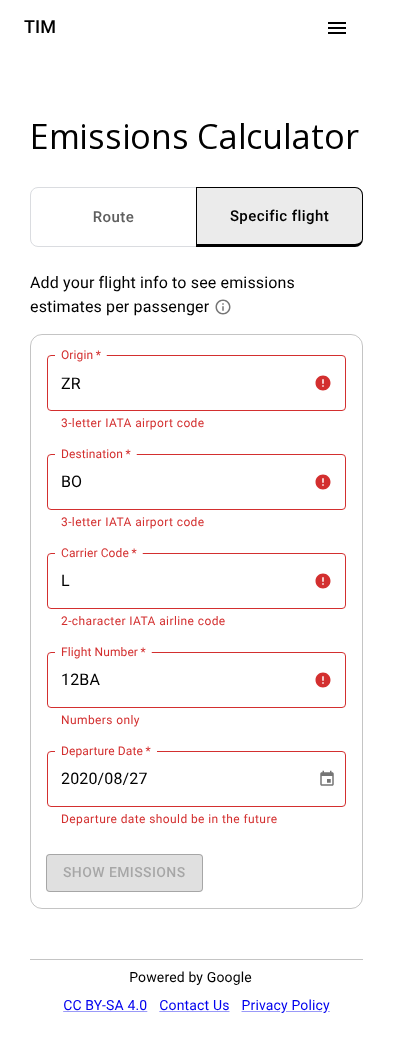 TIM
Emissions Calculator
Route
Specific flight
Add your flight info to see emissions
estimates per passenger
Origin *
ZR
3-letter IATA airport code
Destination *
BO
3-letter IATA airport code
Carrier Code *
L
2-character IATA airline code
Flight Number *
12BA
Numbers only
Departure Date *
2020/08/27
Departure date should be in the future
SHOW EMISSIONS
Powered by Google
CC BY-SA 4.0 Contact Us Privacy Policy